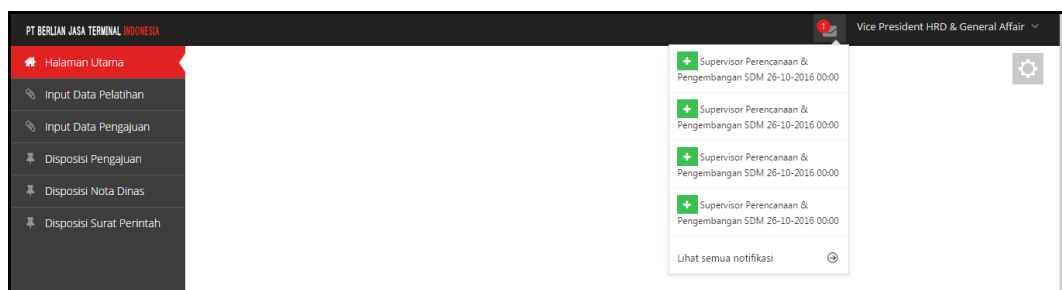 PT BERLIAN JASA TERMINAL INDONESIA
1
Vice President HRD & General Affair
Halaman Utama
Input Data Pelatihan
Input Data Pengajuan
Disposisi Pengajuan
Disposisi Nota Dinas
Disposisi Surat Perintah
Supervisor Perencanaan &
Pengembangan SDM 26-10-2016 00:00
Supervisor Perencanaan &
Pengembangan SDM 26-10-2016 00:00
Supervisor Perencanaan &
Pengembangan SDM 26-10-2016 00:00
Supervisor Perencanaan &
Pengembangan SDM 26-10-2016 00:00
Lihat semua notifikasi